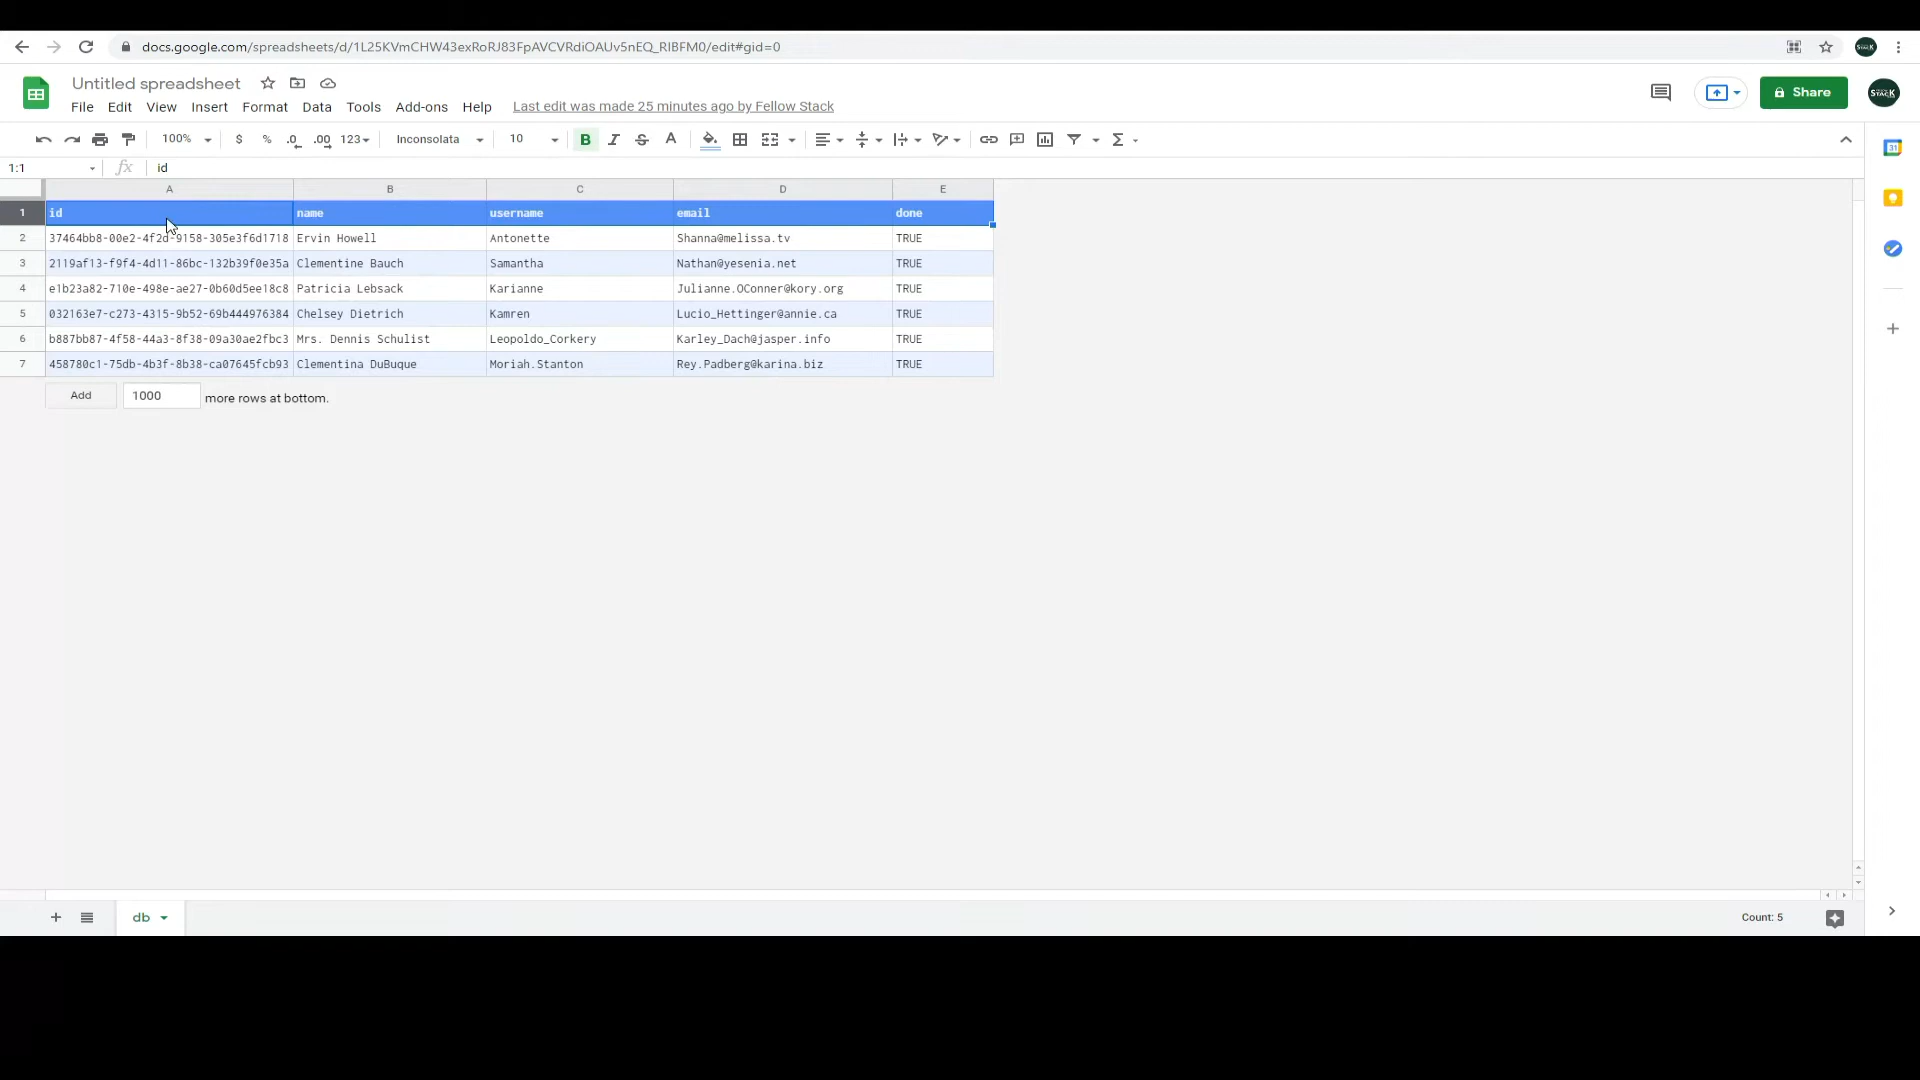 docs.google.com/spreadsheets/d/1L25KVmCHW43exRoRJ83FpAVCVRdiOAUv5nEQ_RIBFM0/edit#gid=0
Untitled spreadsheet
File Edit View Insert Format Data Tools Add-ons Help Last edit was made 25 minutes ago by Fellow Stack
Share
STACK
100% $ % .0 .00 123 Inconsolata 10 B I S A Σ
31
1:1 fx id
A B C D E
1 id name username email done
2 37464bb8-00e2-4f2d-9158-305e3f6d1718 Ervin Howell Antonette Shanna@melissa.tv TRUE
3 2119af13-f9f4-4d11-86bc-132b39f0e35a Clementine Bauch Samantha Nathan@yesenia.net TRUE
4 e1b23a82-710e-498e-ae27-0b60d5ee18c8 Patricia Lebsack Karianne Julianne.OConner@kory.org TRUE
5 032163e7-c273-4315-9b52-69b444976384 Chelsey Dietrich Kamren Lucio_Hettinger@annie.ca TRUE
6 b887bb87-4f58-44a3-8f38-09a30ae2fbc3 Mrs. Dennis Schulist Leopoldo_Corkery Karley_Dach@jasper.info TRUE
7 458780c1-75db-4b3f-8b38-ca07645fcb93 Clementina DuBuque Moriah.Stanton Rey.Padberg@karina.biz TRUE
Add 1000 more rows at bottom.
db
Count: 5